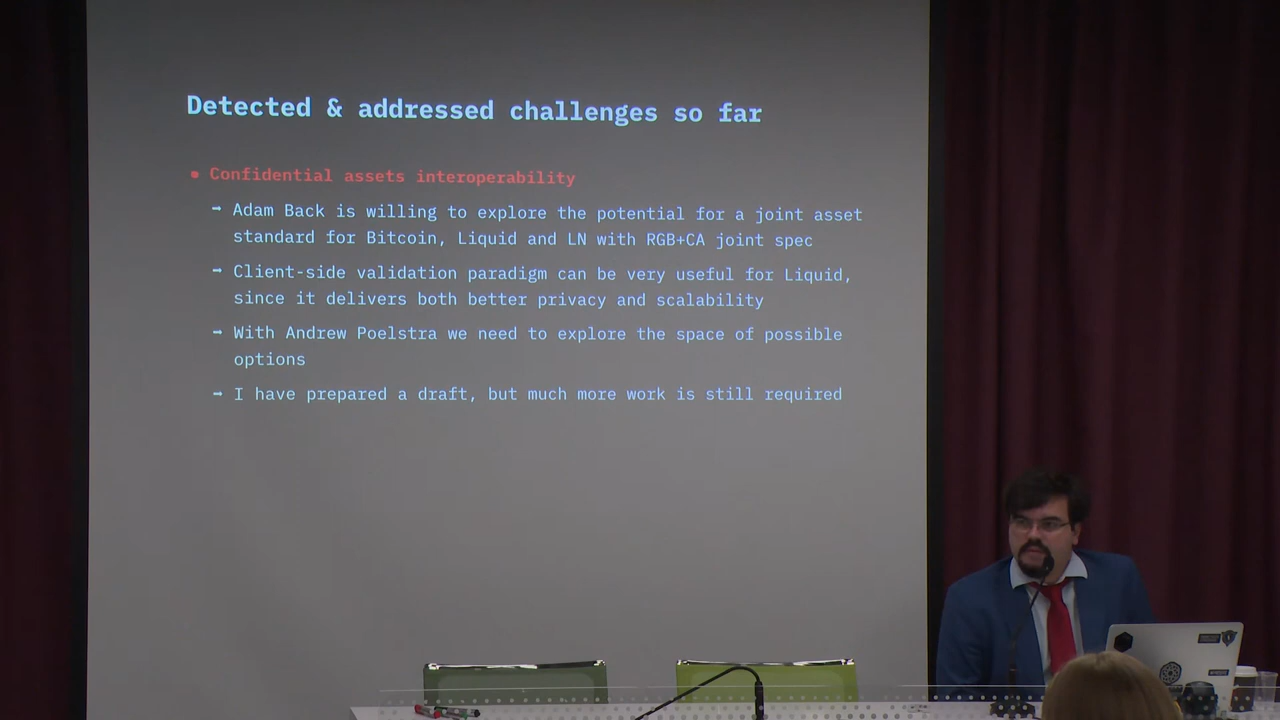 Detected & addressed challenges so far
• Confidential assets interoperability
➞ Adam Back is willing to explore the potential for a joint asset
standard for Bitcoin, Liquid and LN with RGB+CA joint spec
➞ Client-side validation paradigm can be very useful for Liquid,
since it delivers both better privacy and scalability
➞ With Andrew Poelstra we need to explore the space of possible
options
➞ I have prepared a draft, but much more work is still required